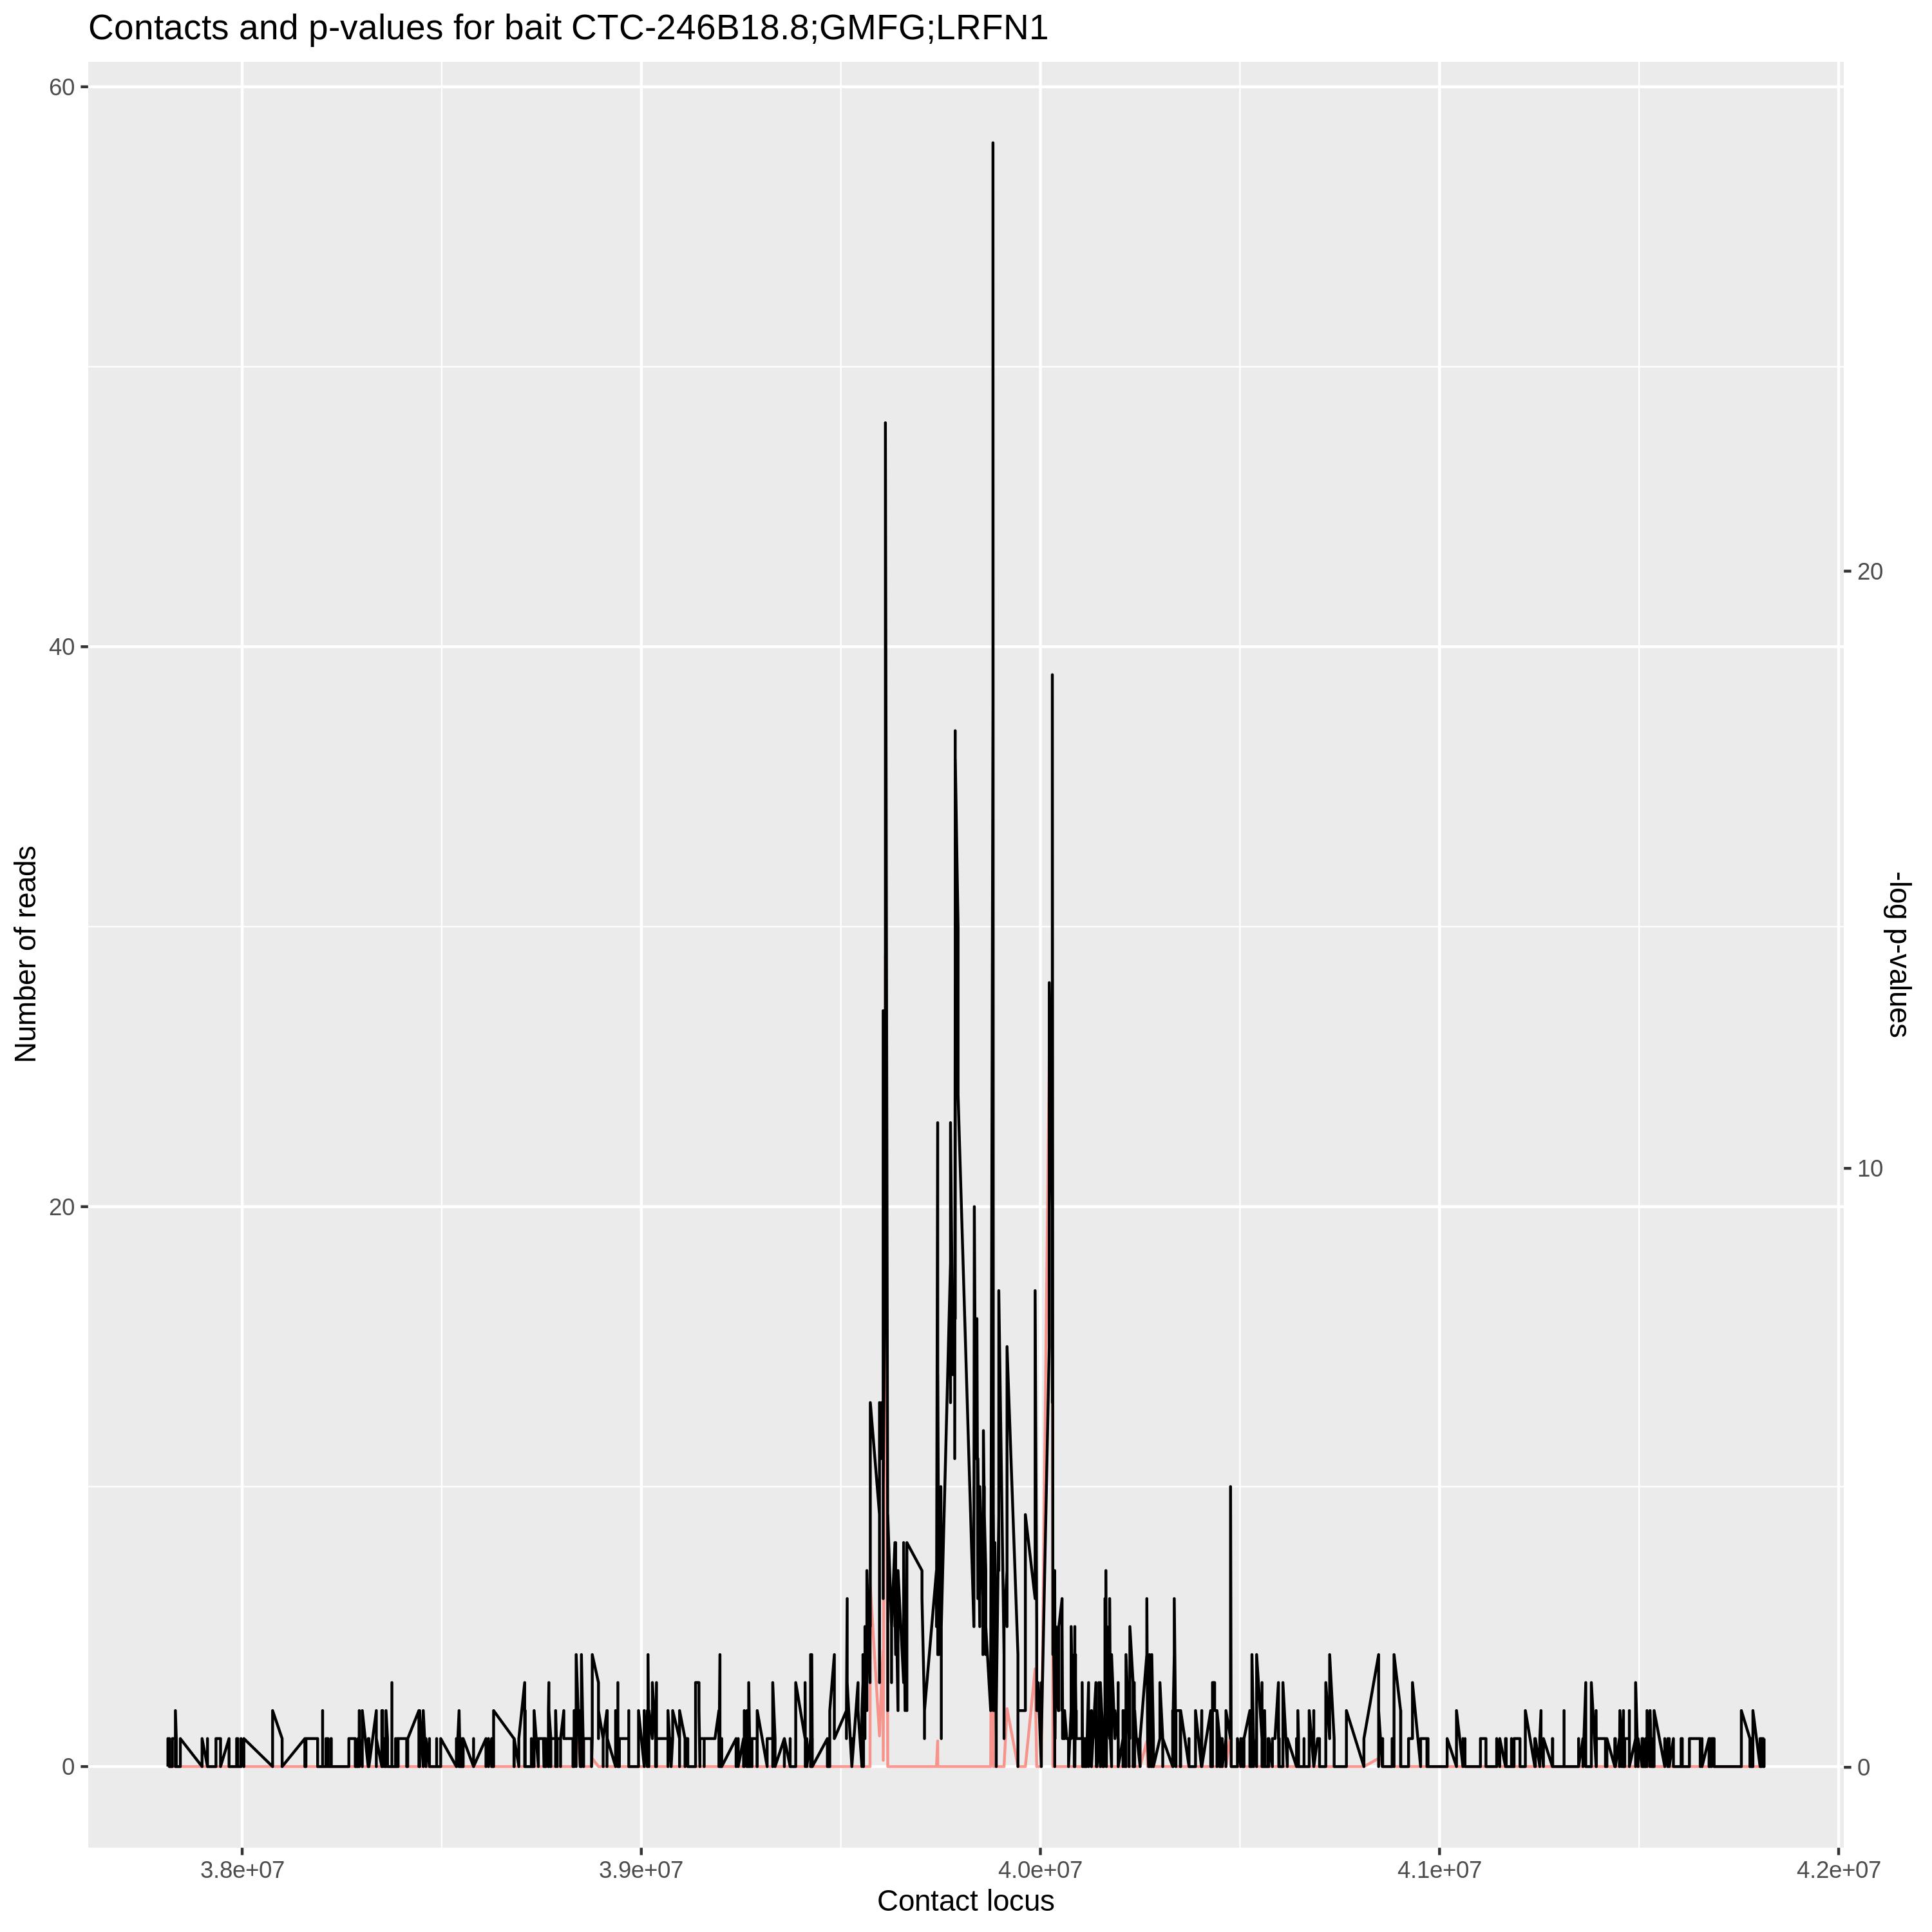 Contacts and p-values for bait CTC-246B18.8;GMFG;LRFN1
60
40
20
0
Number of reads
20
10
0
-log p-values
3.8e+07
3.9e+07
4.0e+07
4.1e+07
4.2e+07
Contact locus